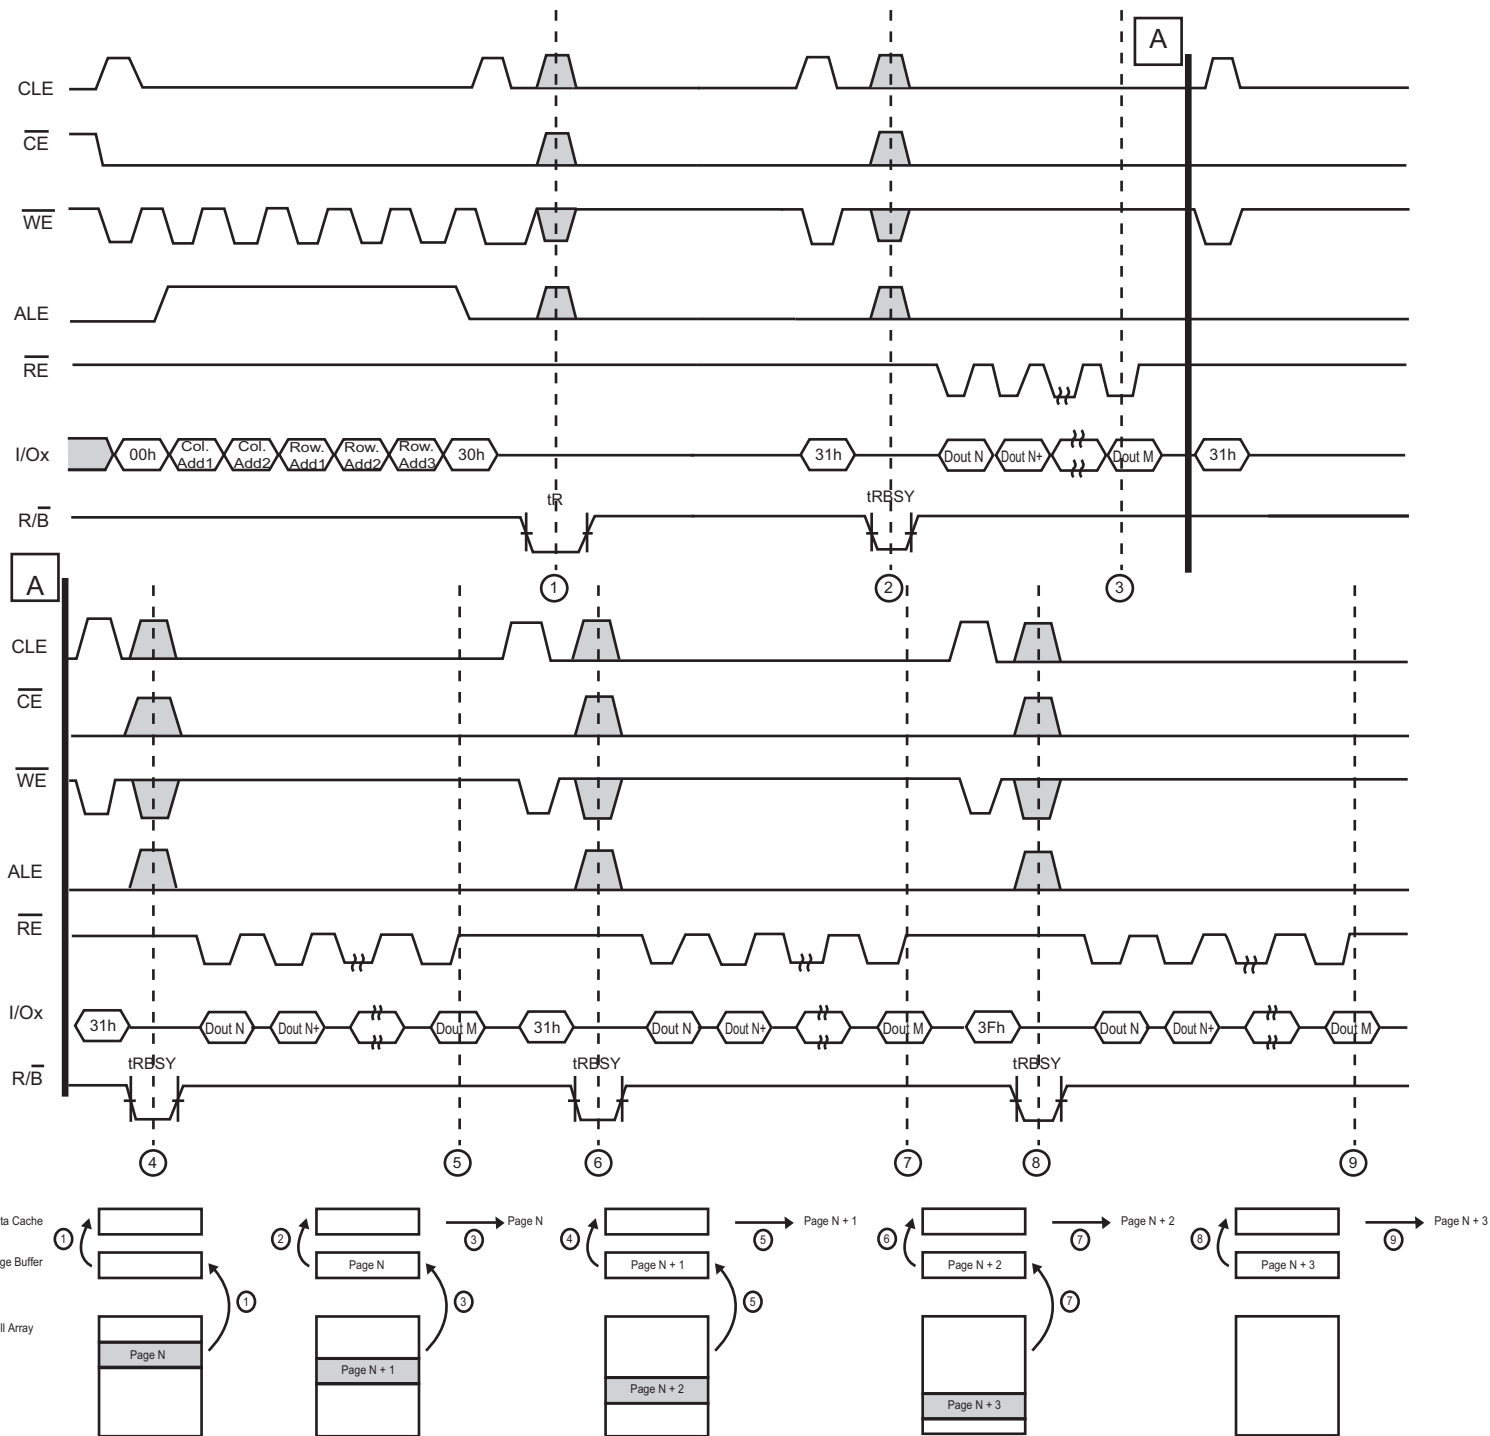 A
CLE
CE
WE
ALE
RE
I/Ox
00h
Col. Add1
Col. Add2
Row. Add1
Row. Add2
Row. Add3
30h
31h
Dout N
Dout N+
Dout M
31h
R/B
tR
tRBSY
1
2
3
A
CLE
CE
WE
ALE
RE
I/Ox
31h
Dout N
Dout N+
Dout M
31h
Dout N
Dout N+
Dout M
3Fh
Dout N
Dout N+
Dout M
R/B
tRBSY
tRBSY
tRBSY
4
5
6
7
8
9
ta Cache
1
2
3
Page N
4
5
Page N + 1
6
7
Page N + 2
8
9
Page N + 3
ge Buffer
Page N
Page N + 1
Page N + 2
Page N + 3
1
3
5
7
ll Array
Page N
Page N + 1
Page N + 2
Page N + 3